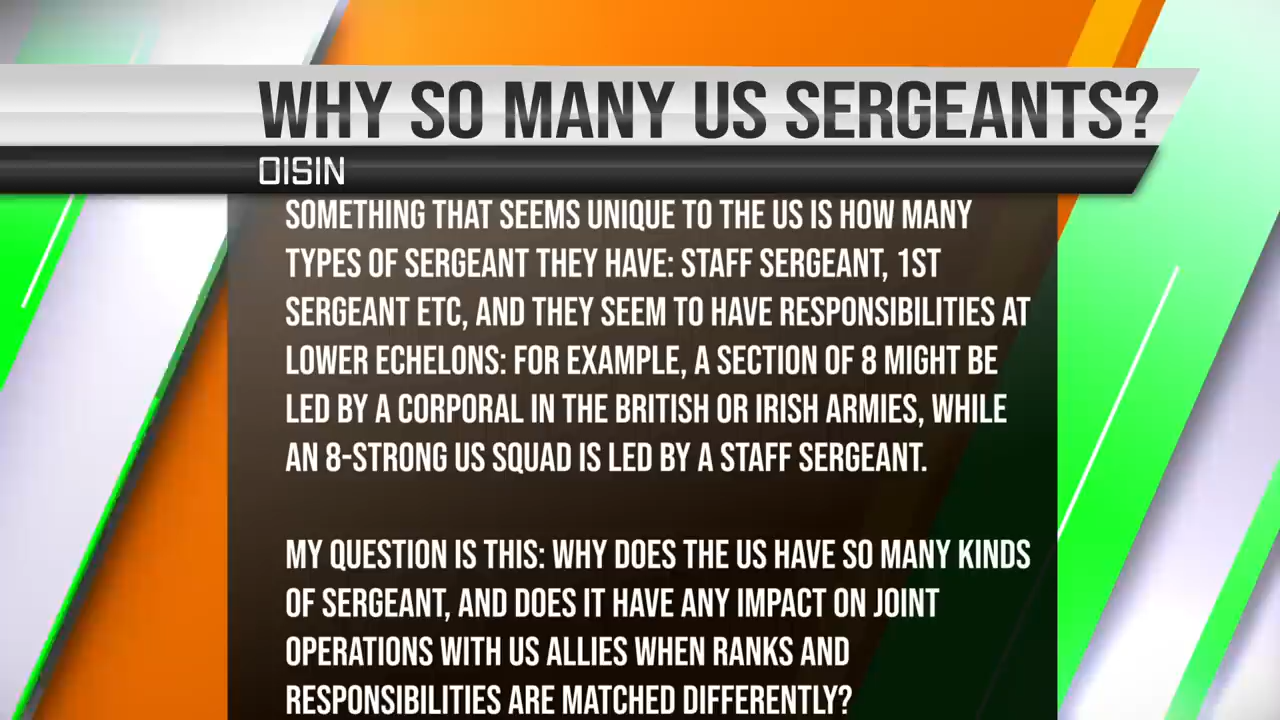 WHY SO MANY US SERGEANTS?
OISIN
SOMETHING THAT SEEMS UNIQUE TO THE US IS HOW MANY
TYPES OF SERGEANT THEY HAVE: STAFF SERGEANT, 1ST
SERGEANT ETC, AND THEY SEEM TO HAVE RESPONSIBILITIES AT
LOWER ECHELONS: FOR EXAMPLE, A SECTION OF 8 MIGHT BE
LED BY A CORPORAL IN THE BRITISH OR IRISH ARMIES, WHILE
AN 8-STRONG US SQUAD IS LED BY A STAFF SERGEANT.
MY QUESTION IS THIS: WHY DOES THE US HAVE SO MANY KINDS
OF SERGEANT, AND DOES IT HAVE ANY IMPACT ON JOINT
OPERATIONS WITH US ALLIES WHEN RANKS AND
RESPONSIBILITIES ARE MATCHED DIFFERENTLY?